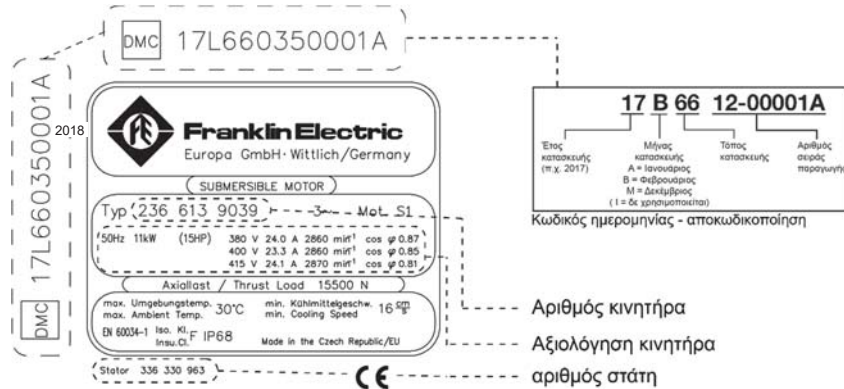 DMC 17L660350001A
DMC 17L660350001A
2018
FE
Franklin Electric
Europa GmbH·Wittlich/Germany
SUBMERSIBLE MOTOR
Typ 236 613 9039 3~ Mot. S1
50Hz 11kW (15HP) 380 V 24.0 A 2860 min⁻¹ cos φ 0.87
400 V 23.3 A 2860 min⁻¹ cos φ 0.85
415 V 24.1 A 2870 min⁻¹ cos φ 0.81
Axiallast / Thrust Load 15500 N
max. Umgebungstemp. 30°C min. Kühlmittelgeschw. 16 cm/s
max. Ambient Temp. min. Cooling Speed
EN 60034-1 Iso. Kl. F IP68 Made in the Czech Republic/EU
Insu.Cl.
Stator 336 330 963
CE
17 B 66 12-00001A
Έτος κατασκευής (π.χ. 2017)
Μήνας κατασκευής
A = Ιανουάριος
B = Φεβρουάριος
M = Δεκέμβριος
( I = δε χρησιμοποιείται)
Τόπος κατασκευής
Αριθμός σειράς παραγωγής
Κωδικός ημερομηνίας - αποκωδικοποίηση
Αριθμός κινητήρα
Αξιολόγηση κινητήρα
αριθμός στάτη